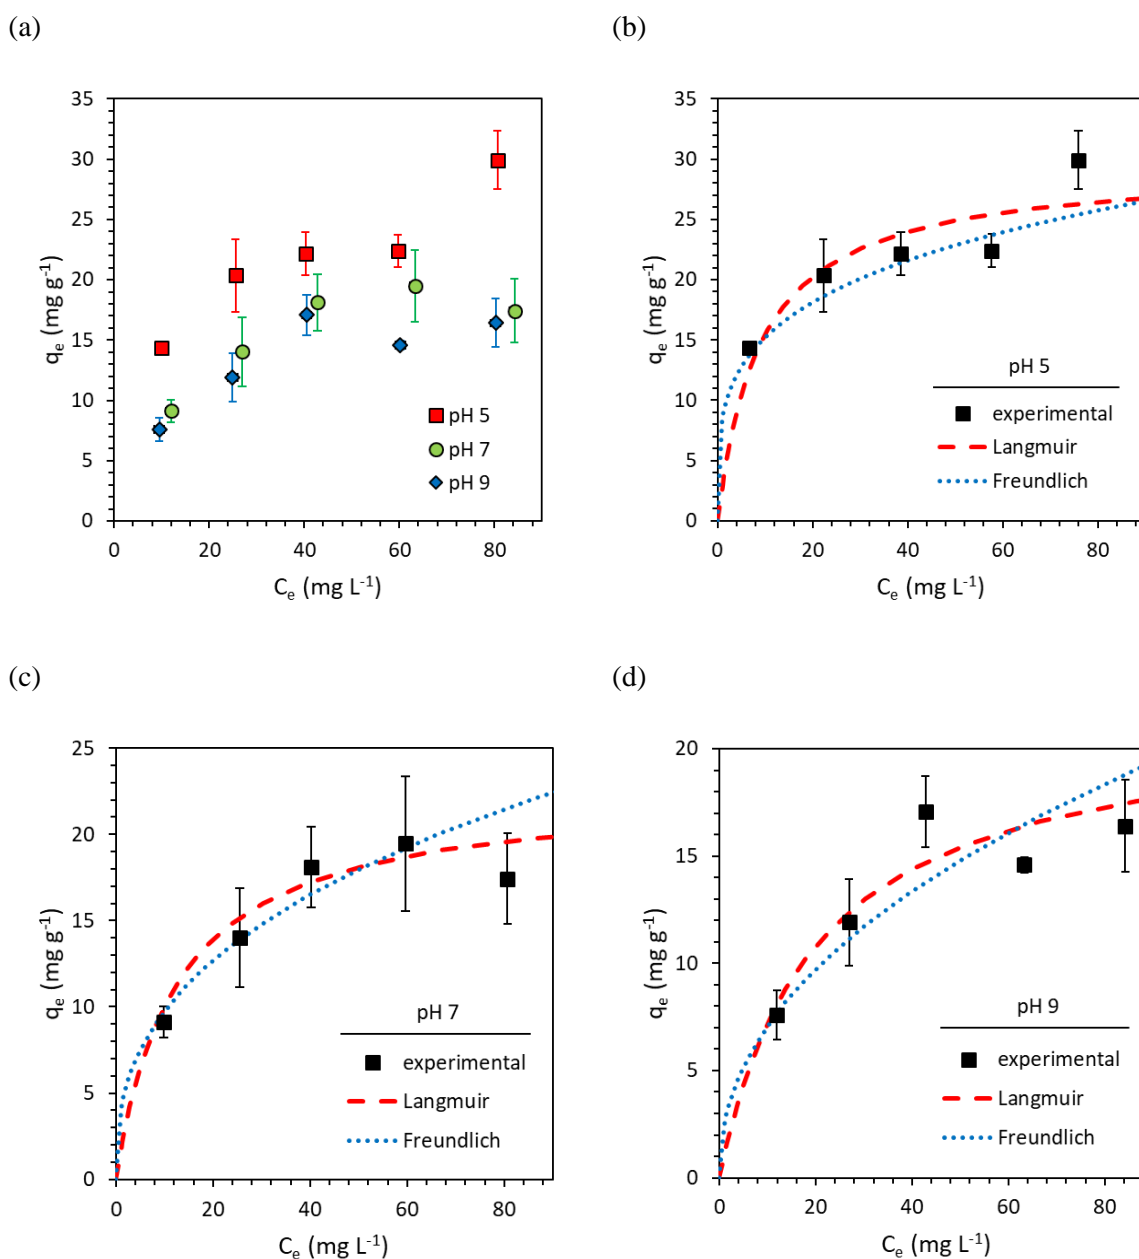 (a)
35
30
25
20
15
10
5
0
qe (mg g-1)
pH 5
pH 7
pH 9
0 20 40 60 80
Ce (mg L-1)
(b)
35
30
25
20
15
10
5
0
qe (mg g-1)
pH 5
experimental
Langmuir
Freundlich
0 20 40 60 80
Ce (mg L-1)
(c)
25
20
15
10
5
0
qe (mg g-1)
pH 7
experimental
Langmuir
Freundlich
0 20 40 60 80
Ce (mg L-1)
(d)
20
15
10
5
0
qe (mg g-1)
pH 9
experimental
Langmuir
Freundlich
0 20 40 60 80
Ce (mg L-1)